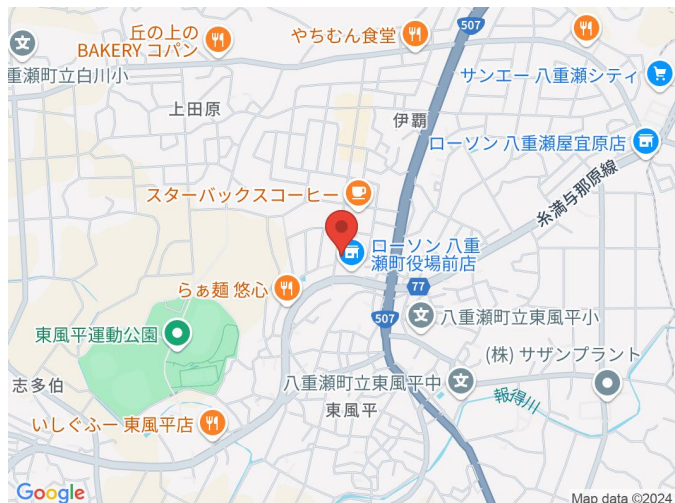 丘の上の
BAKERY コパン
やちむん食堂
507
八重瀬町立白川小
サンエー 八重瀬シティ
上田原
伊覇
ローソン 八重瀬屋宜原店
糸満与那原線
スターバックスコーヒー
ローソン 八重
瀬町役場前店
77
らぁ麺 悠心
507
八重瀬町立東風平小
東風平運動公園
(株) サザンプラント
志多伯
八重瀬町立東風平中
報得川
東風平
いしぐふー 東風平店
Google
Map data ©2024